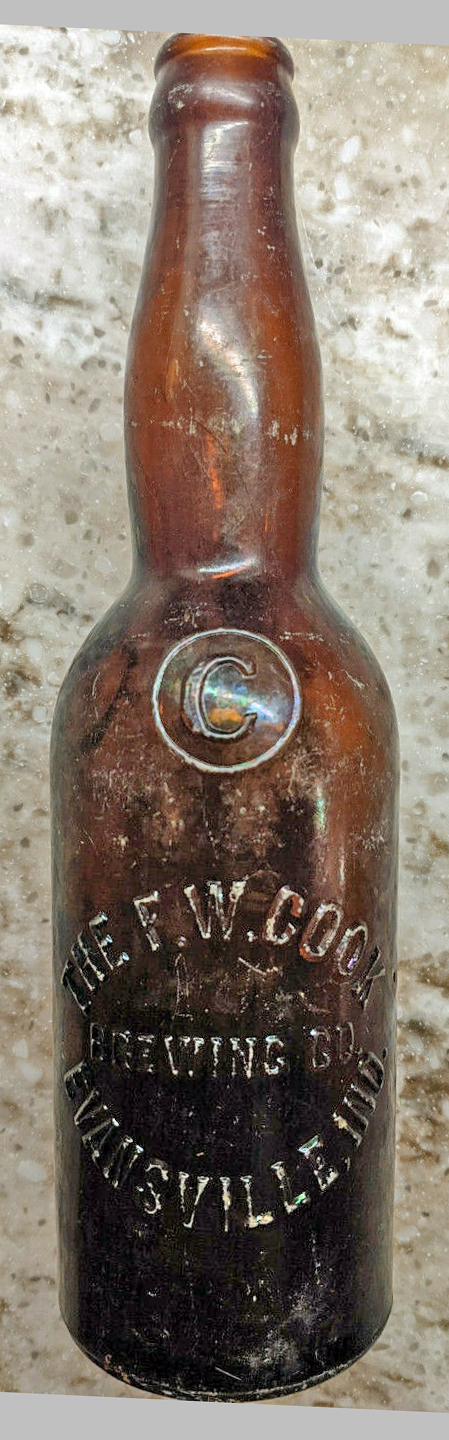 C
THE F.W. COOK
BREWING CO.
EVANSVILLE, IND.